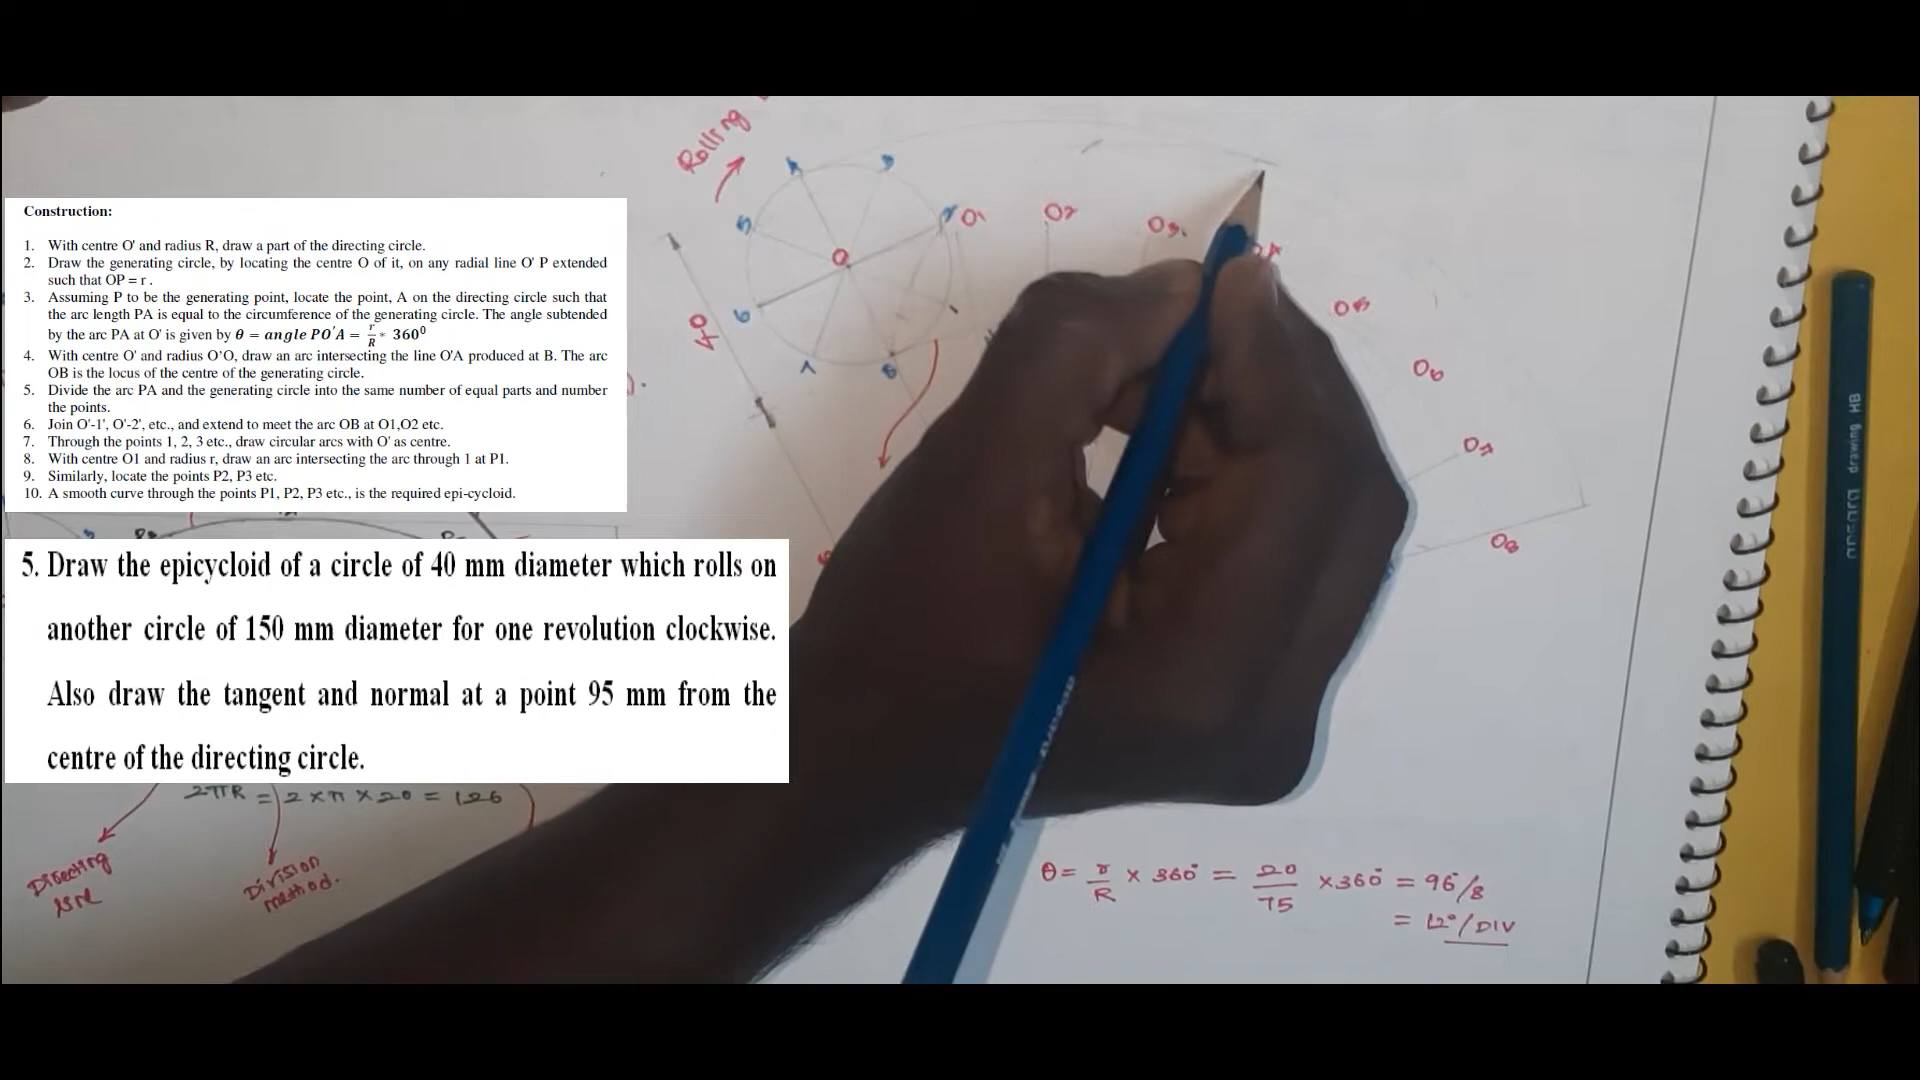 Rolling
Construction:
1. With centre O' and radius R, draw a part of the directing circle.
2. Draw the generating circle, by locating the centre O of it, on any radial line O' P extended
such that OP = r .
3. Assuming P to be the generating point, locate the point, A on the directing circle such that
the arc length PA is equal to the circumference of the generating circle. The angle subtended
by the arc PA at O' is given by θ = angle PO'A = r/R * 360⁰
4. With centre O' and radius O'O, draw an arc intersecting the line O'A produced at B. The arc
OB is the locus of the centre of the generating circle.
5. Divide the arc PA and the generating circle into the same number of equal parts and number
the points.
6. Join O'-1', O'-2', etc., and extend to meet the arc OB at O1,O2 etc.
7. Through the points 1, 2, 3 etc., draw circular arcs with O' as centre.
8. With centre O1 and radius r, draw an arc intersecting the arc through 1 at P1.
9. Similarly, locate the points P2, P3 etc.
10. A smooth curve through the points P1, P2, P3 etc., is the required epi-cycloid.
5. Draw the epicycloid of a circle of 40 mm diameter which rolls on
another circle of 150 mm diameter for one revolution clockwise.
Also draw the tangent and normal at a point 95 mm from the
centre of the directing circle.
4
3
5
2
O1
O2
O3
O
O4
6
1
O5
40
8
O6
O7
O8
2πR = 2 × π × 20 = 126
Directing
Division
method.
θ = r/R × 360° = 20/75 × 360° = 96°/8
= 12°/DIV
apsara drawing HB